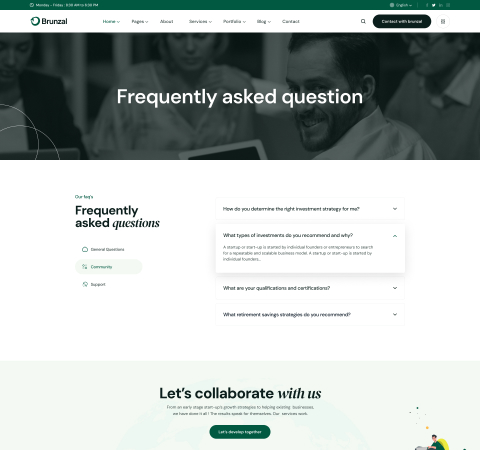 Monday - Friday : 9:00 AM to 6:00 PM
English
Brunzal
Home
Pages
About
Services
Portfolio
Blog
Contact
Contact with brunzal
Frequently asked question
Our faq's
Frequently
asked questions
General Questions
Community
Support
How do you determine the right investment strategy for me?
What types of investments do you recommend and why?
A startup or start-up is started by individual founders or entrepreneurs to search
for a repeatable and scalable business model. A startup or start-up is started by
individual founders...
What are your qualifications and certifications?
What retirement savings strategies do you recommend?
Let's collaborate with us
From an early stage start-up's growth strategies to helping existing businesses,
we have done it all! The results speak for themselves. Our services work.
Let's develop together